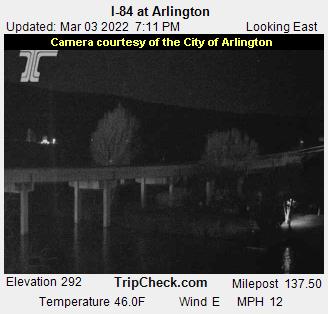 I-84 at Arlington
Updated: Mar 03 2022 7:11 PM Looking East
Camera courtesy of the City of Arlington
Elevation 292 TripCheck.com Milepost 137.50
Temperature 46.0F Wind E MPH 12